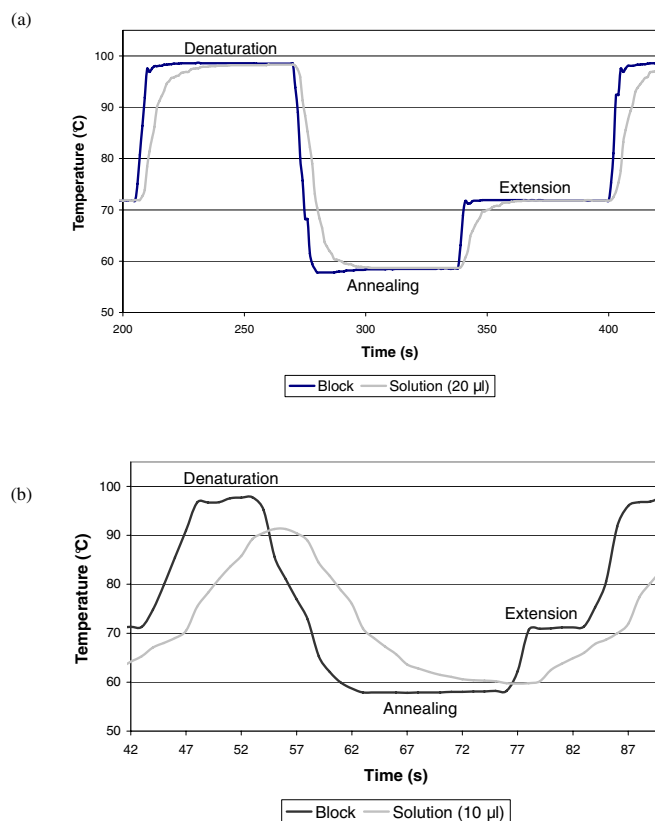 (a)
Denaturation
100
90
80
70
60
50
Temperature (°C)
Extension
Annealing
200 250 300 350 400
Time (s)
Block Solution (20 µl)
(b)
Denaturation
100
90
80
70
60
50
Temperature (°C)
Extension
Annealing
42 47 52 57 62 67 72 77 82 87
Time (s)
Block Solution (10 µl)